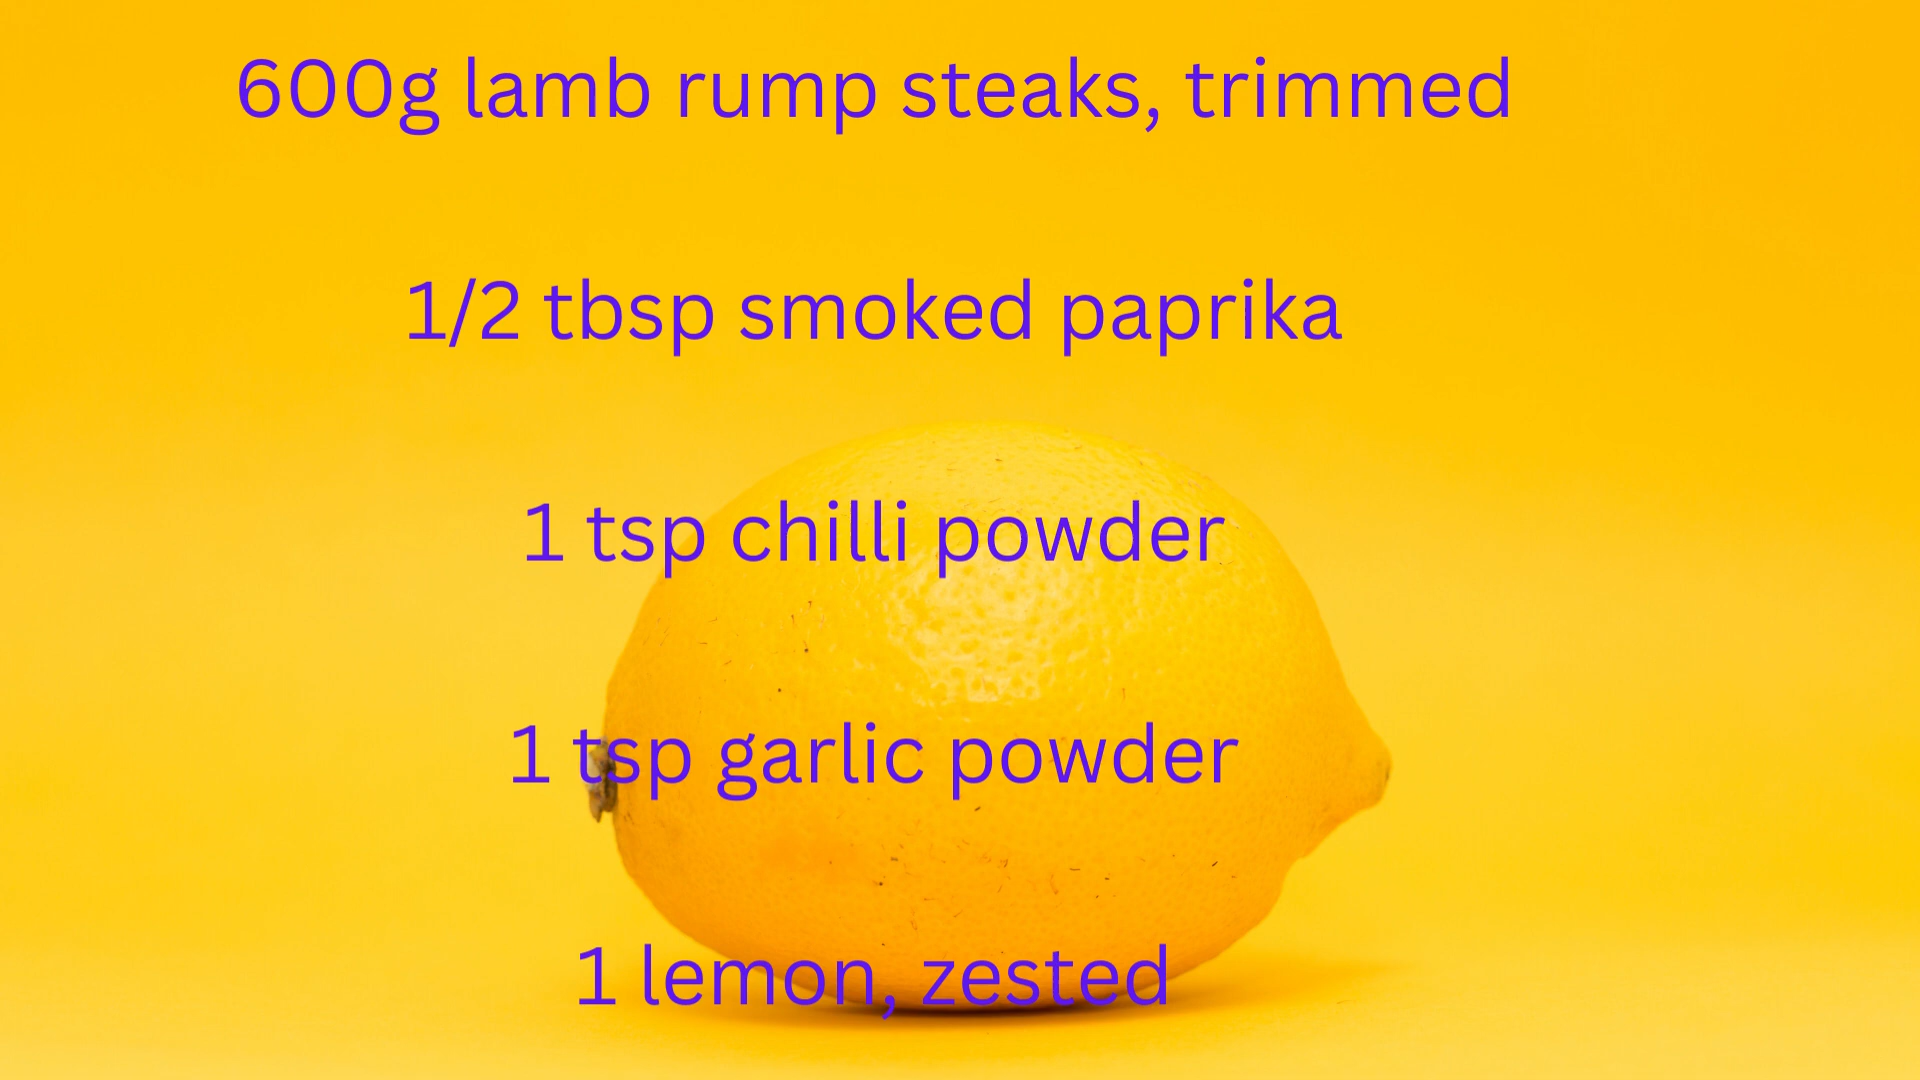 600g lamb rump steaks, trimmed
1/2 tbsp smoked paprika
1 tsp chilli powder
1 tsp garlic powder
1 lemon, zested